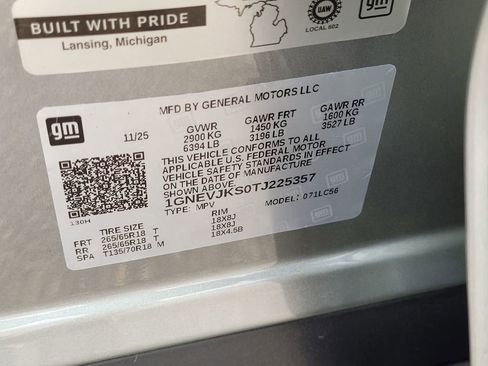 BUILT WITH PRIDE
Lansing, Michigan
UAW
LOCAL 602
gm
gm
MFD BY GENERAL MOTORS LLC
11/25
GVWR GAWR FRT GAWR RR
2900 KG 1450 KG 1600 KG
6394 LB 3196 LB 3527 LB
THIS VEHICLE CONFORMS TO ALL
APPLICABLE U.S. FEDERAL MOTOR
VEHICLE SAFETY STANDARDS IN EFFECT
ON THE DATE OF MANUFACTURE
SHOWN ABOVE.
1GNEVJKS0TJ225357
TYPE: MPV MODEL: 071LC56
130H
TIRE SIZE RIM
FRT 265/65R18 T 18X8J
RR 265/65R18 T 18X8J
SPA T135/70R18 M 18X4.5B